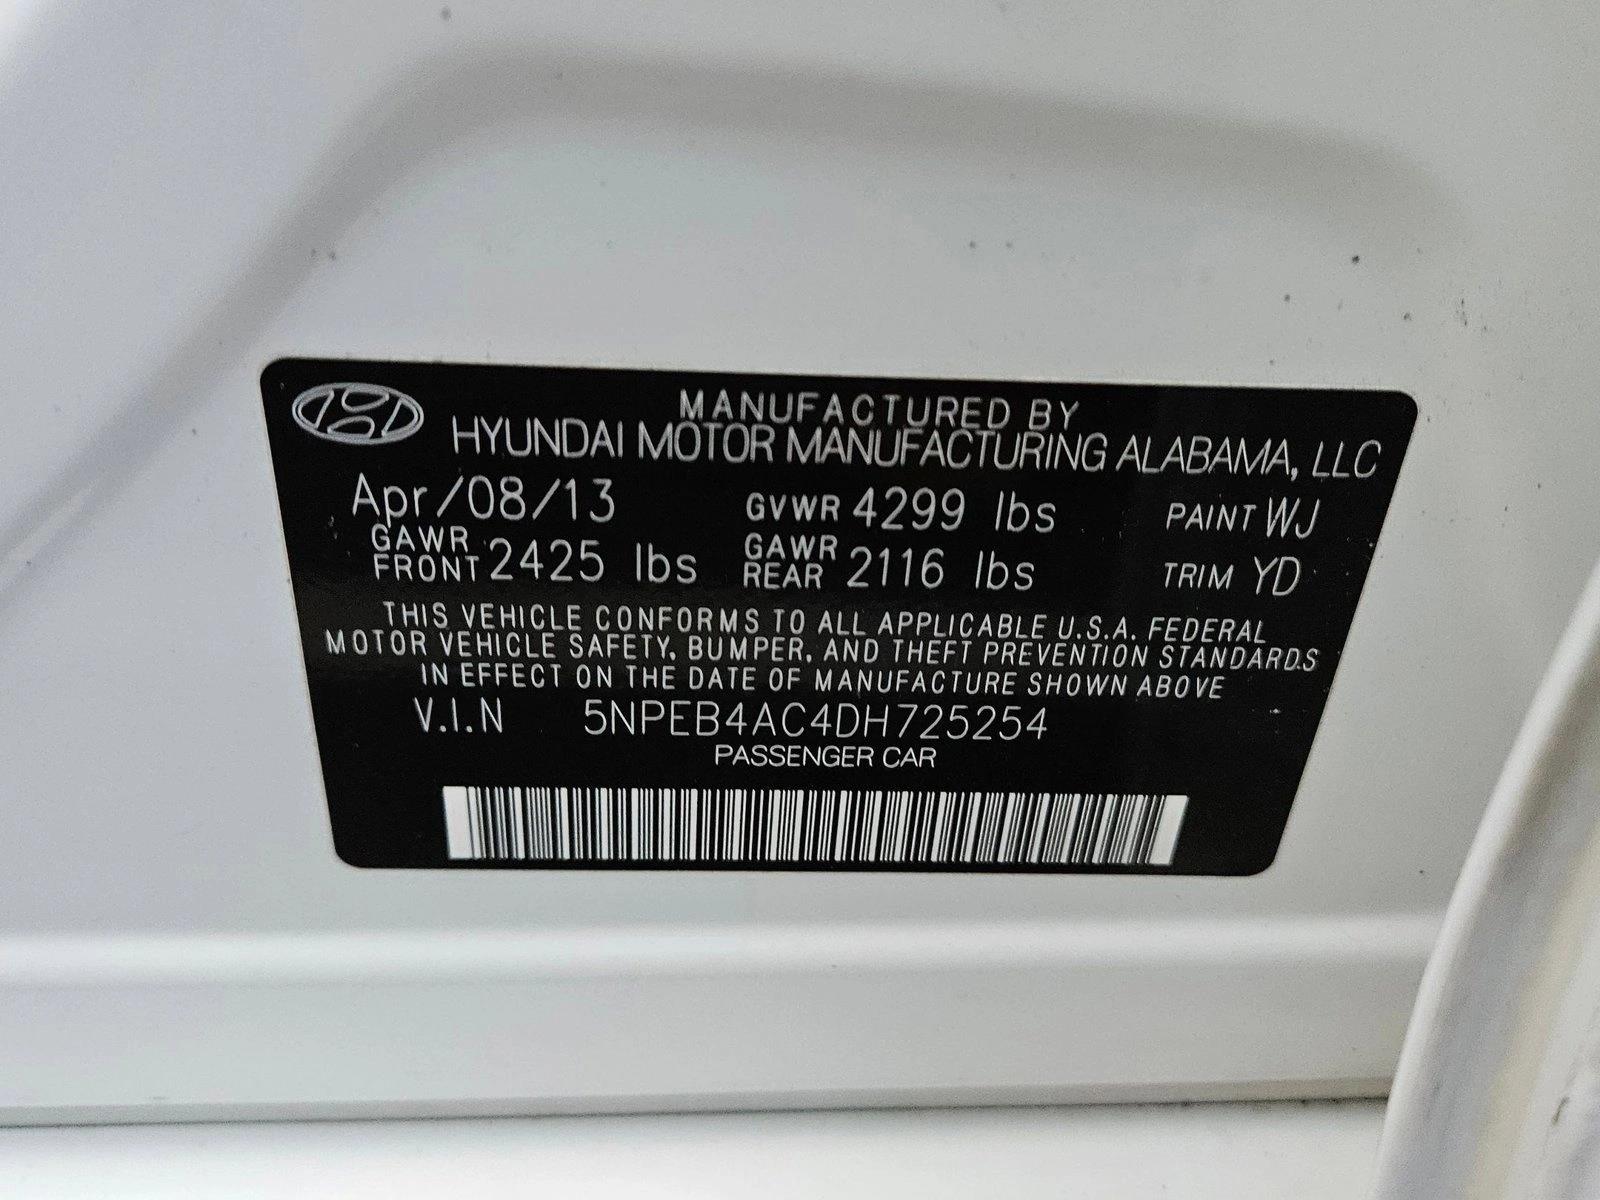 MANUFACTURED BY
HYUNDAI MOTOR MANUFACTURING ALABAMA, LLC
Apr/08/13 GVWR 4299 lbs PAINT WJ
GAWR FRONT 2425 lbs GAWR REAR 2116 lbs TRIM YD
THIS VEHICLE CONFORMS TO ALL APPLICABLE U.S.A. FEDERAL
MOTOR VEHICLE SAFETY, BUMPER, AND THEFT PREVENTION STANDARDS
IN EFFECT ON THE DATE OF MANUFACTURE SHOWN ABOVE
V.I.N 5NPEB4AC4DH725254
PASSENGER CAR